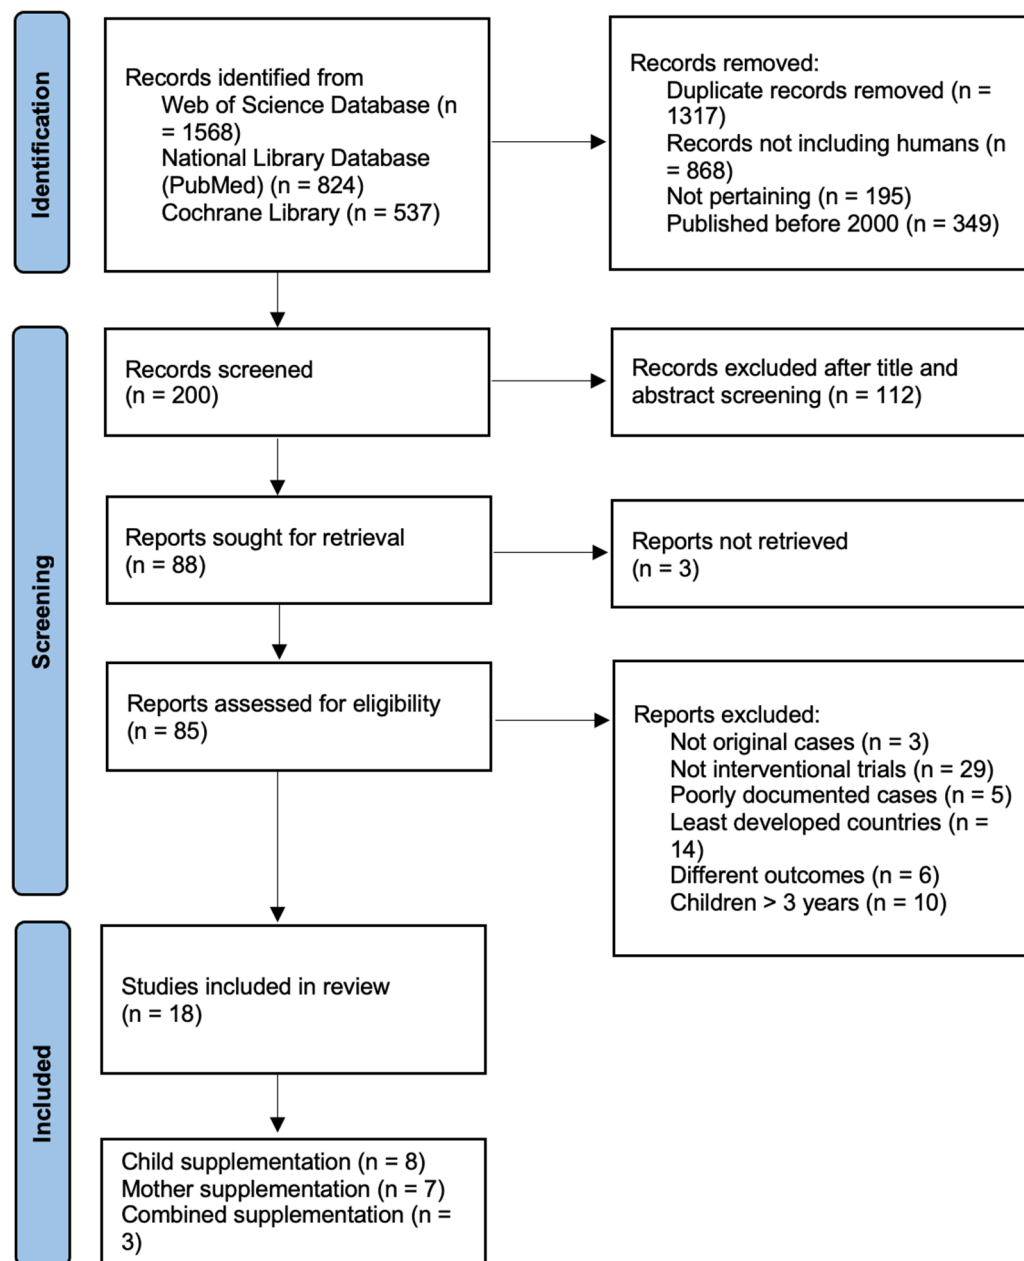 Identification
Records identified from
Web of Science Database (n
= 1568)
National Library Database
(PubMed) (n = 824)
Cochrane Library (n = 537)
Records removed:
Duplicate records removed (n =
1317)
Records not including humans (n
= 868)
Not pertaining (n = 195)
Published before 2000 (n = 349)
Screening
Records screened
(n = 200)
Records excluded after title and
abstract screening (n = 112)
Reports sought for retrieval
(n = 88)
Reports not retrieved
(n = 3)
Reports assessed for eligibility
(n = 85)
Reports excluded:
Not original cases (n = 3)
Not interventional trials (n = 29)
Poorly documented cases (n = 5)
Least developed countries (n =
14)
Different outcomes (n = 6)
Children > 3 years (n = 10)
Included
Studies included in review
(n = 18)
Child supplementation (n = 8)
Mother supplementation (n = 7)
Combined supplementation (n =
3)